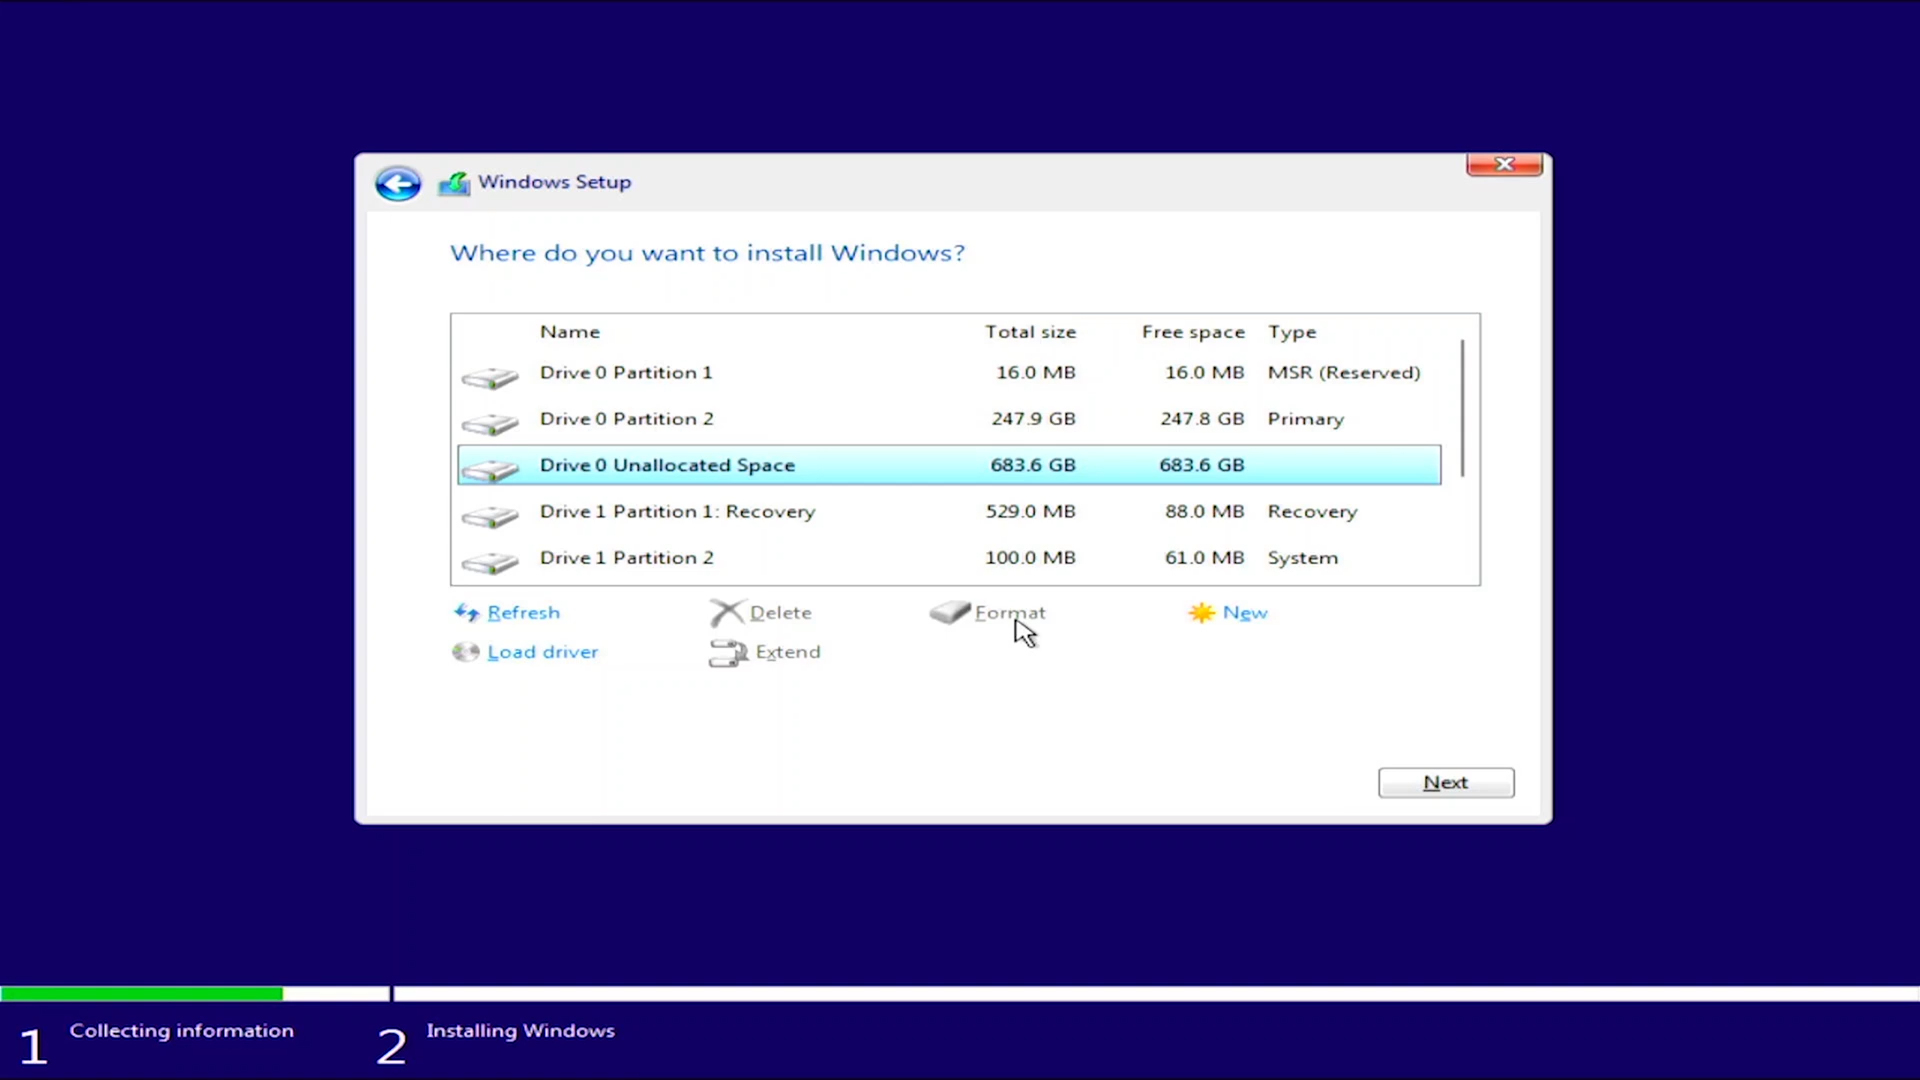 Windows Setup
Where do you want to install Windows?
Name Total size Free space Type
Drive 0 Partition 1 16.0 MB 16.0 MB MSR (Reserved)
Drive 0 Partition 2 247.9 GB 247.8 GB Primary
Drive 0 Unallocated Space 683.6 GB 683.6 GB
Drive 1 Partition 1: Recovery 529.0 MB 88.0 MB Recovery
Drive 1 Partition 2 100.0 MB 61.0 MB System
Refresh Delete Format New
Load driver Extend
Next
1 Collecting information 2 Installing Windows